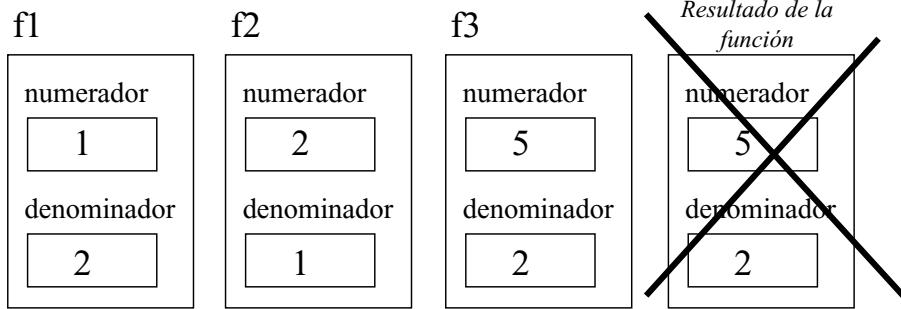 f1
f2
f3
Resultado de la
función
numerador
numerador
numerador
numerador
1
2
5
5
denominador
denominador
denominador
denominador
2
1
2
2